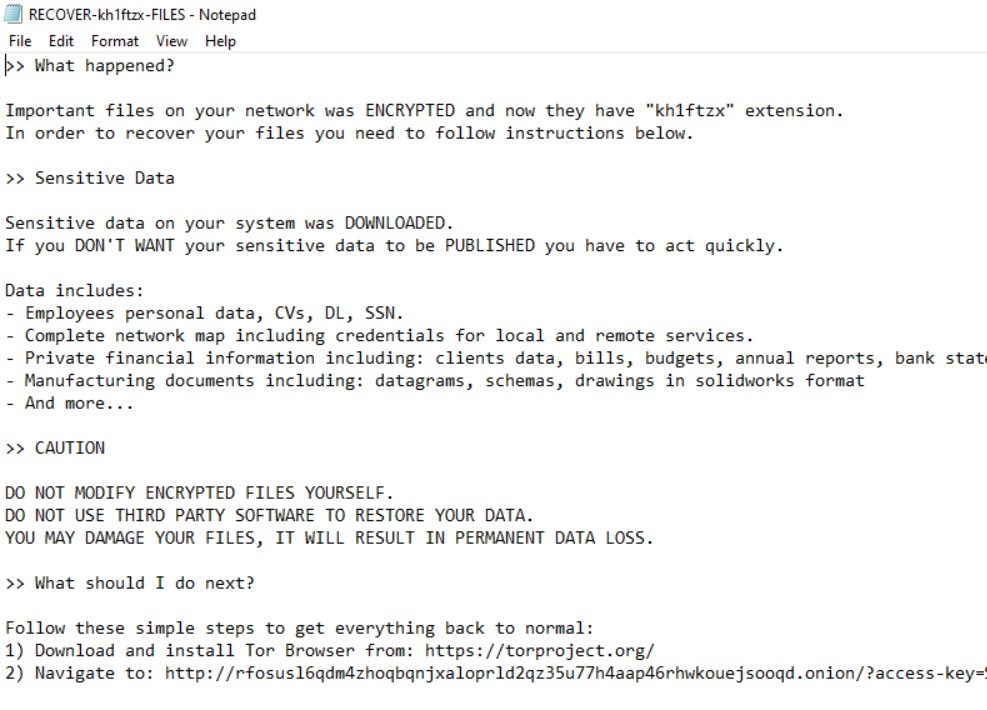 RECOVER-kh1ftzx-FILES - Notepad
File Edit Format View Help
>> What happened?
Important files on your network was ENCRYPTED and now they have "kh1ftzx" extension.
In order to recover your files you need to follow instructions below.
>> Sensitive Data
Sensitive data on your system was DOWNLOADED.
If you DON'T WANT your sensitive data to be PUBLISHED you have to act quickly.
Data includes:
- Employees personal data, CVs, DL, SSN.
- Complete network map including credentials for local and remote services.
- Private financial information including: clients data, bills, budgets, annual reports, bank
- Manufacturing documents including: datagrams, schemas, drawings in solidworks format
- And more...
>> CAUTION
DO NOT MODIFY ENCRYPTED FILES YOURSELF.
DO NOT USE THIRD PARTY SOFTWARE TO RESTORE YOUR DATA.
YOU MAY DAMAGE YOUR FILES, IT WILL RESULT IN PERMANENT DATA LOSS.
>> What should I do next?
Follow these simple steps to get everything back to normal:
1) Download and install Tor Browser from: https://torproject.org/
2) Navigate to: http://rfosusl6qdm4zhoqbqnjxaloprld2qz35u77h4aap46rhwkouejsooqd.onion/?access-key=